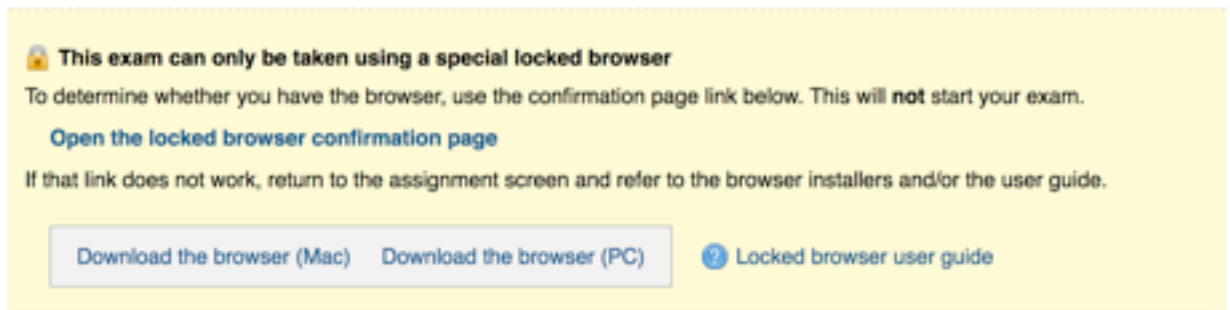 This exam can only be taken using a special locked browser
To determine whether you have the browser, use the confirmation page link below. This will not start your exam.
Open the locked browser confirmation page
If that link does not work, return to the assignment screen and refer to the browser installers and/or the user guide.
Download the browser (Mac) Download the browser (PC) ? Locked browser user guide